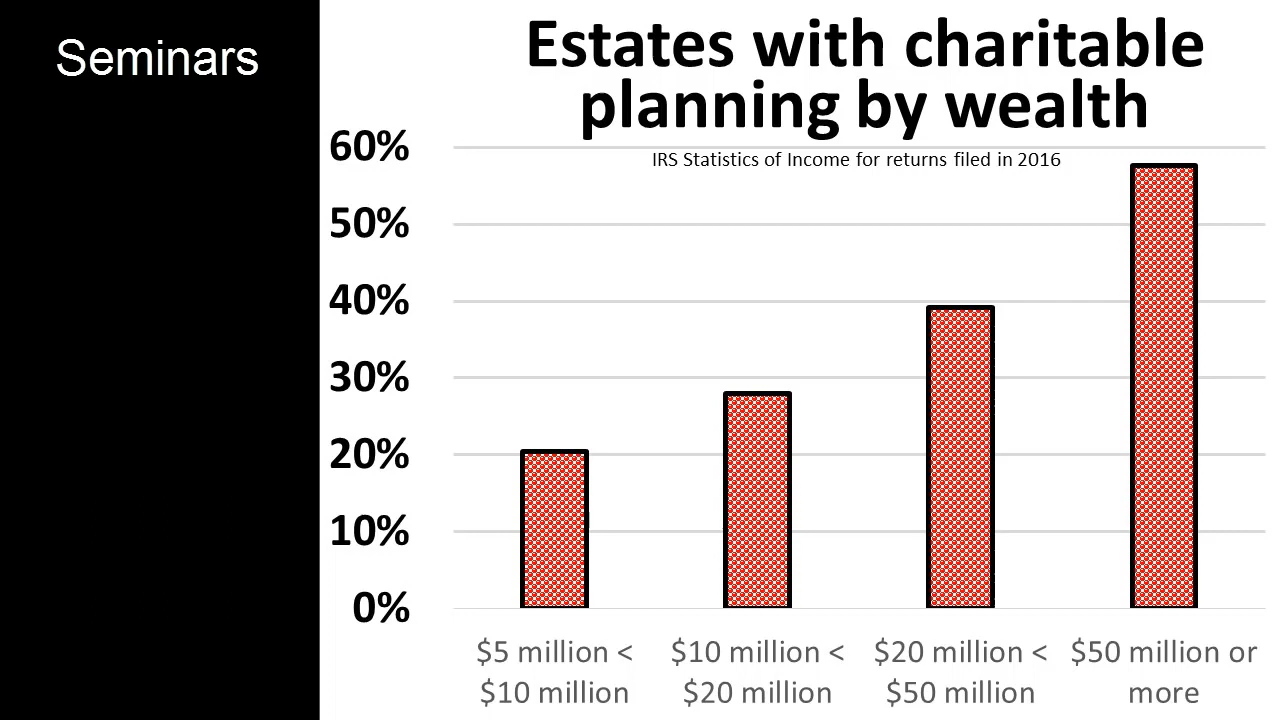 Seminars
Estates with charitable
planning by wealth
IRS Statistics of Income for returns filed in 2016
60%
50%
40%
30%
20%
10%
0%
$5 million <
$10 million
$10 million <
$20 million
$20 million <
$50 million
$50 million or
more